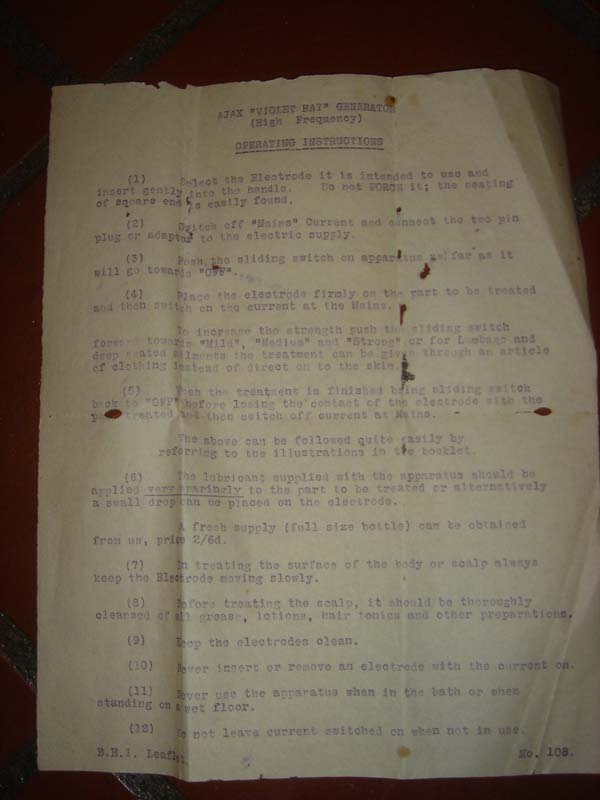 AJAX "VIOLET RAY" GENERATOR
(High Frequency)
OPERATING INSTRUCTIONS
(1) Select the Electrode it is intended to use and
insert gently into the handle. Do not FORCE it; the seating
of square end is easily found.
(2) Switch off "Mains" Current and connect the two pin
plug or adaptor to the electric supply.
(3) Push the sliding switch on apparatus as far as it
will go towards "OFF"
(4) Place the electrode firmly on the part to be treated
and then switch on the current at the Mains.
To increase the strength push the sliding switch
forward towards "Mild", "Medium" and "Strong" or for Lumbago and
deep seated ailments the treatment can be given through an article
of clothing instead of direct on to the skin.
(5) When the treatment is finished bring sliding switch
back to "OFF" before losing the contact of the electrode with the
part treated and then switch off current at Mains.
The above can be followed quite easily by
referring to the illustrations in the booklet.
(6) The lubricant supplied with the apparatus should be
applied very sparingly to the part to be treated or alternatively
a small drop can be placed on the electrode.
A fresh supply (full size bottle) can be obtained
from us, price 2/6d.
(7) In treating the surface of the body or scalp always
keep the Electrode moving slowly.
(8) Before treating the scalp, it should be thoroughly
cleansed of all grease, lotions, hair tonics and other preparations.
(9) Keep the electrodes clean.
(10) Never insert or remove an electrode with the current on.
(11) Never use the apparatus when in the bath or when
standing on a wet floor.
(12) Do not leave current switched on when not in use.
B.H.I. Leaflet. No. 108.